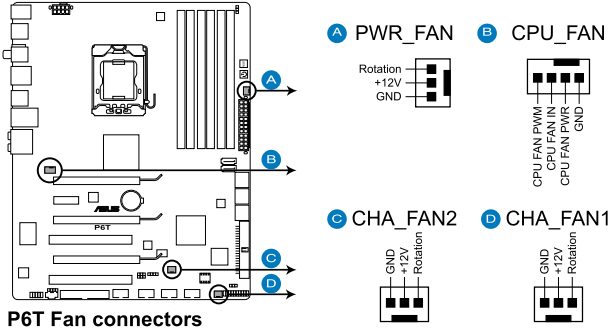 A PWR_FAN
Rotation
+12V
GND
B CPU_FAN
CPU FAN PWM
CPU FAN IN
CPU FAN PWR
GND
C CHA_FAN2
GND
+12V
Rotation
D CHA_FAN1
GND
+12V
Rotation
A
B
C
D
ASUS
P6T
P6T Fan connectors